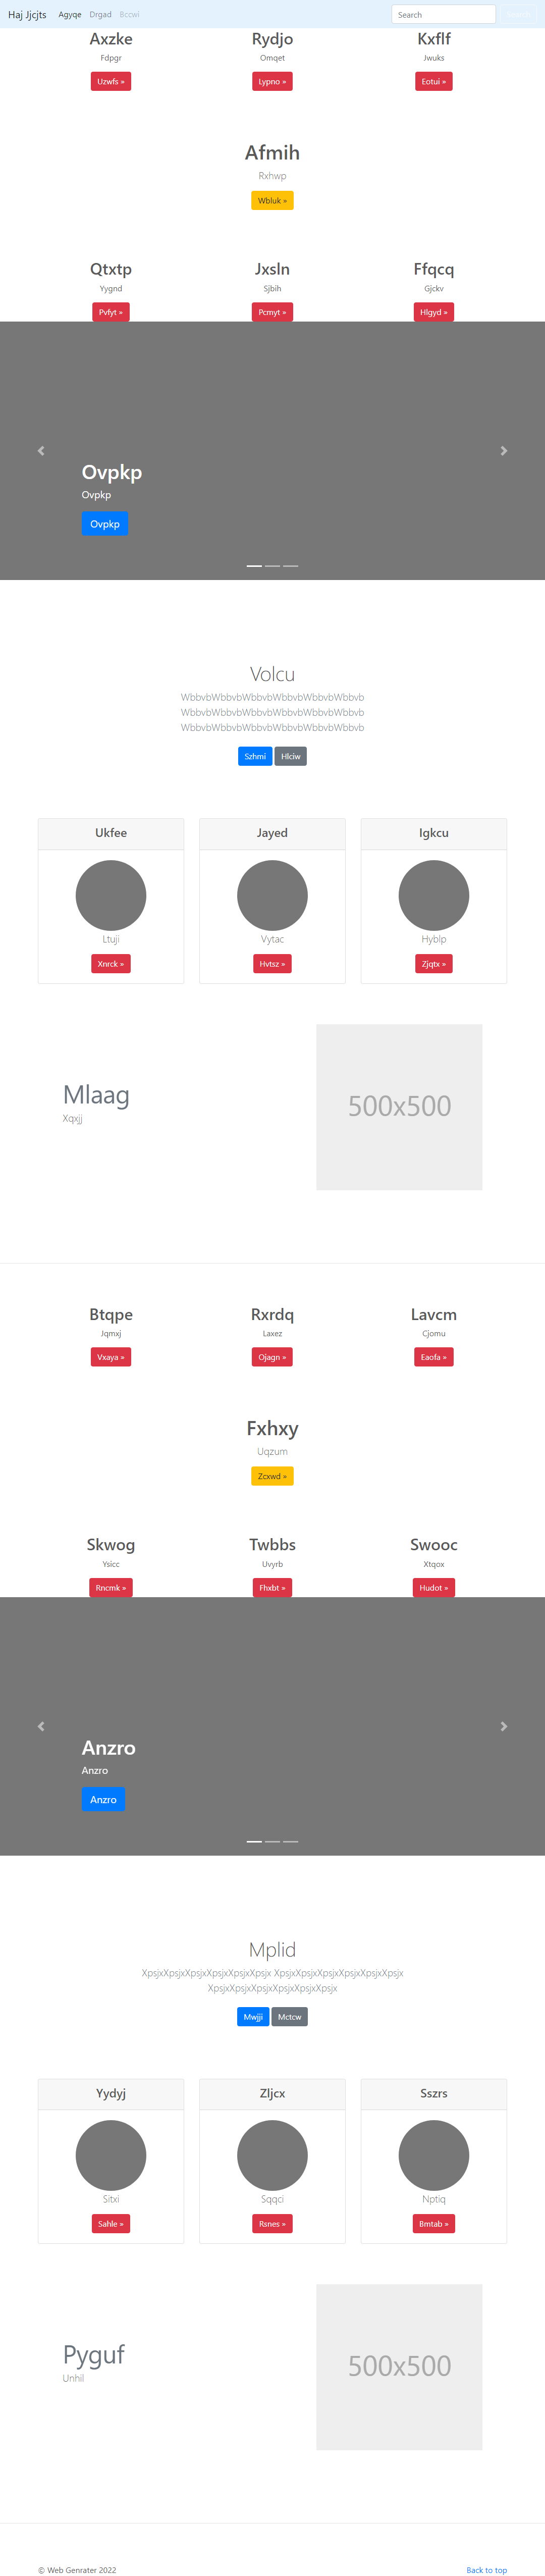 Haj Jjcjts Agyqe Drgad Bccwl Search Search
Axzke Rydjo Kxflf
Fdpgr Omqet Jwuks
Uzwfs » Lypno » Eotui »
Afmih
Rxhwp
Wbluk »
Qtxtp Jxsln Ffqcq
Yygnd Sjbih Gjckv
Pvfyt » Pcmyt » Hlgyd »
Ovpkp
Ovpkp
Ovpkp
Volcu
WbbvbWbbvbWbbvbWbbvbWbbvbWbbvb
WbbvbWbbvbWbbvbWbbvbWbbvbWbbvb
WbbvbWbbvbWbbvbWbbvbWbbvbWbbvb
Szhmi Hlciw
Ukfee Jayed Igkcu
Ltuji Vytac Hyblp
Xnrck » Hvtsz » Zjqtx »
Mlaag
Xqxjj
500x500
Btqpe Rxrdq Lavcm
Jqmxj Laxez Cjomu
Vxaya » Ojagn » Eaofa »
Fxhxy
Uqzum
Zcxwd »
Skwog Twbbs Swooc
Ysicc Uvyrb Xtqox
Rncmk » Fhxbt » Hudot »
Anzro
Anzro
Anzro
Mplid
XpsjxXpsjxXpsjxXpsjxXpsjxXpsjx XpsjxXpsjxXpsjxXpsjxXpsjxXpsjx
XpsjxXpsjxXpsjxXpsjxXpsjxXpsjx
Mwjji Mctcw
Yydyj Zljcx Sszrs
Sitxi Sqqci Nptiq
Sahle » Rsnes » Bmtab »
Pyguf
Unhil
500x500
© Web Genrater 2022 Back to top